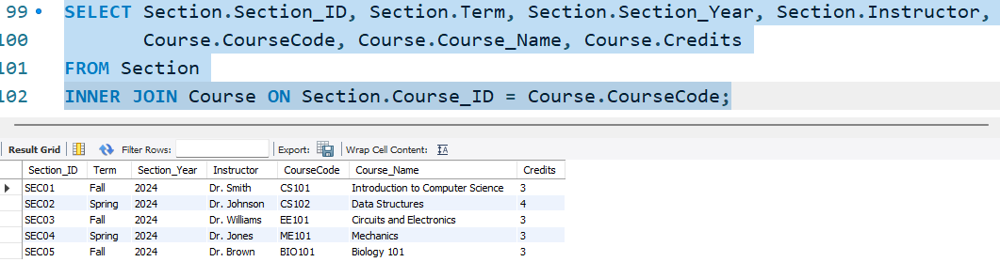 99 SELECT Section.Section_ID, Section.Term, Section.Section_Year, Section.Instructor,
100 Course.CourseCode, Course.Course_Name, Course.Credits
101 FROM Section
102 INNER JOIN Course ON Section.Course_ID = Course.CourseCode;
Result Grid Filter Rows: Export: Wrap Cell Content:
Section_ID Term Section_Year Instructor CourseCode Course_Name Credits
SEC01 Fall 2024 Dr. Smith CS101 Introduction to Computer Science 3
SEC02 Spring 2024 Dr. Johnson CS102 Data Structures 4
SEC03 Fall 2024 Dr. Williams EE101 Circuits and Electronics 3
SEC04 Spring 2024 Dr. Jones ME101 Mechanics 3
SEC05 Fall 2024 Dr. Brown BIO101 Biology 101 3